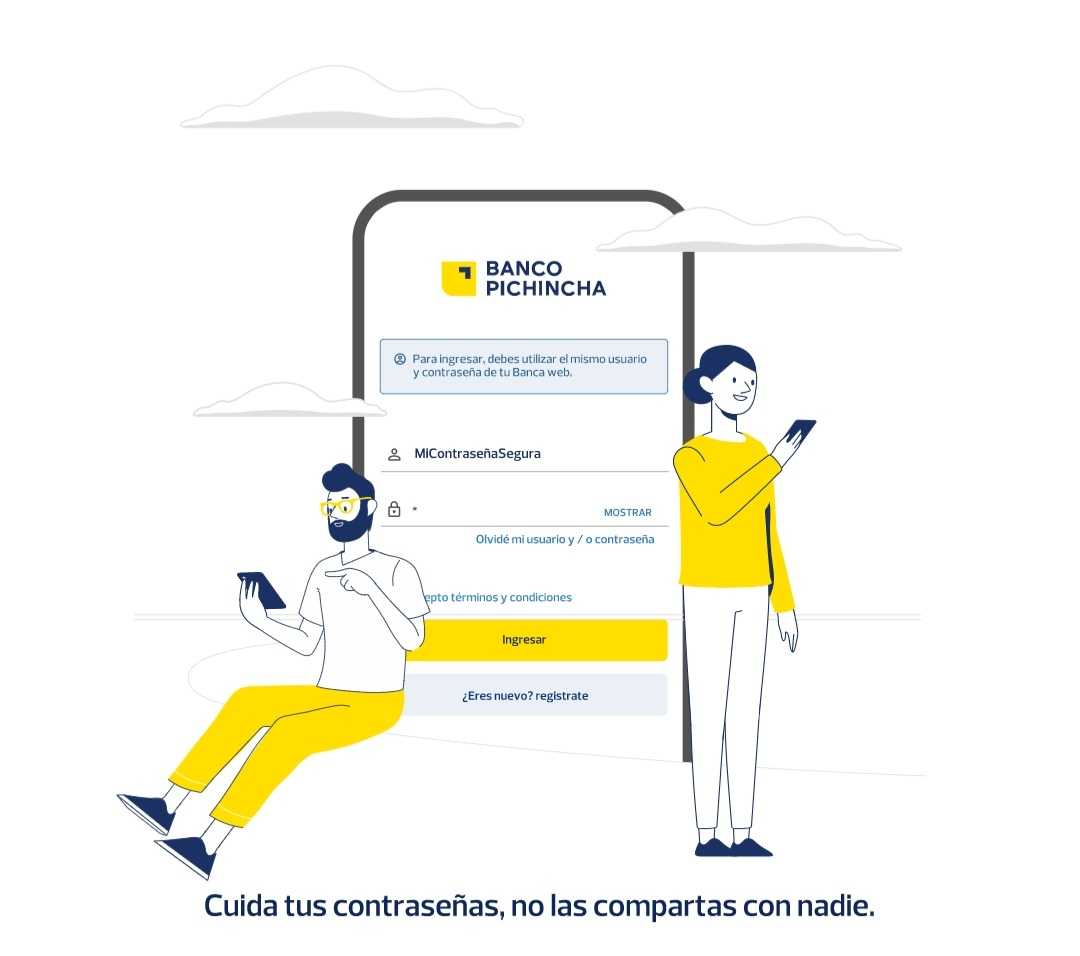 BANCO
PICHINCHA
Para ingresar, debes utilizar el mismo usuario
y contraseña de tu Banca web.
MiContraseñaSegura
*
MOSTRAR
Olvidé mi usuario y / o contraseña
epto términos y condiciones
Ingresar
¿Eres nuevo? registrate
Cuida tus contraseñas, no las compartas con nadie.